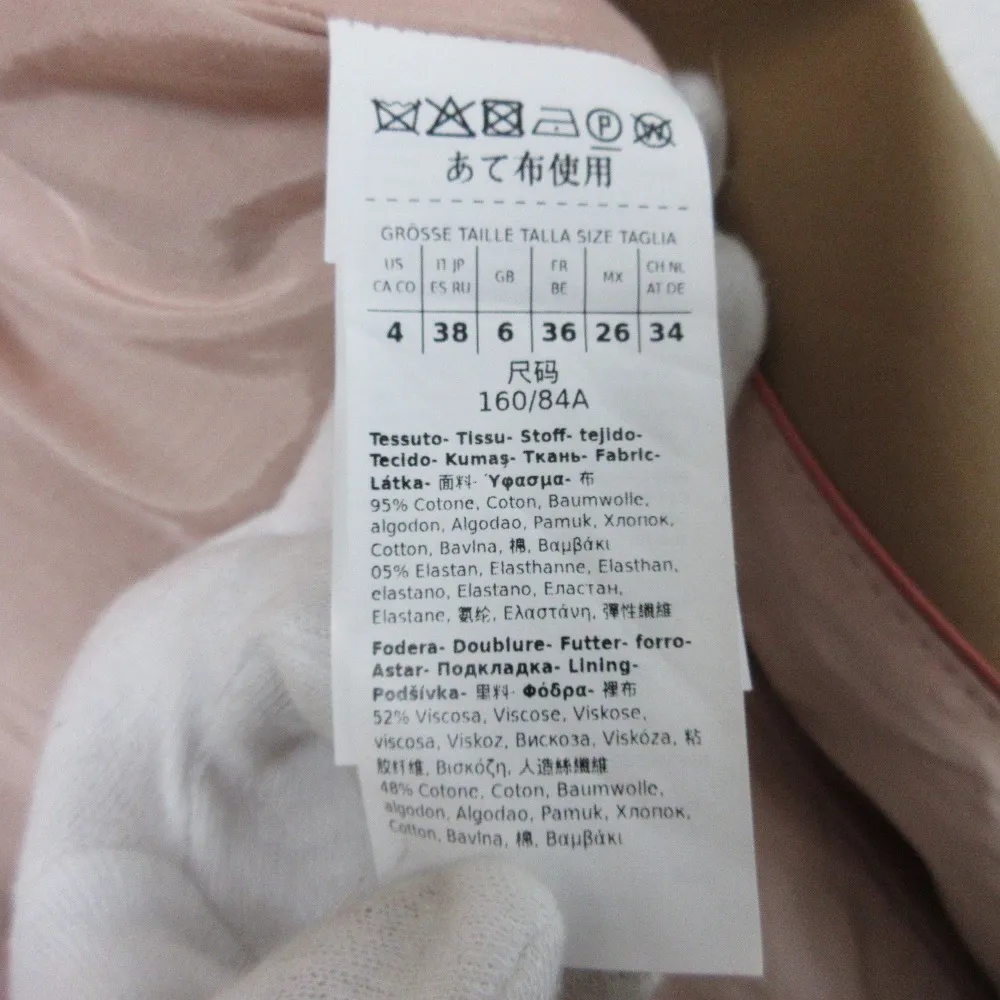 あて布使用
GRÖSSE TAILLE TALLA SIZE TAGLIA
US IT JP GB FR MX CH NL
CA CO ES RU BE AT DE
4 38 6 36 26 34
尺码
160/84A
Tessuto- Tissu- Stoff- tejido-
Tecido- Kumaş- Ткань- Fabric-
Látka- 面料- Ύφασμα- 布
95% Cotone, Coton, Baumwolle,
algodon, Algodao, Pamuk, Хлопок,
Cotton, Bavlna, 棉, Βαμβάκι
05% Elastan, Elasthanne, Elasthan,
elastano, Elastano, Еластан,
Elastane, 氨纶, Ελαστάνη, 彈性纖維
Fodera- Doublure- Futter- forro-
Astar- Подкладка- Lining-
Podšívka- 里料- Φόδρα- 裡布
52% Viscosa, Viscose, Viskose,
viscosa, Viskoz, Вискоза, Viskóza, 粘
胶纤维, Βισκόζη, 人造絲纖維
48% Cotone, Coton, Baumwolle,
algodon, Algodao, Pamuk, Хлопок,
Cotton, Bavlna, 棉, Βαμβάκι